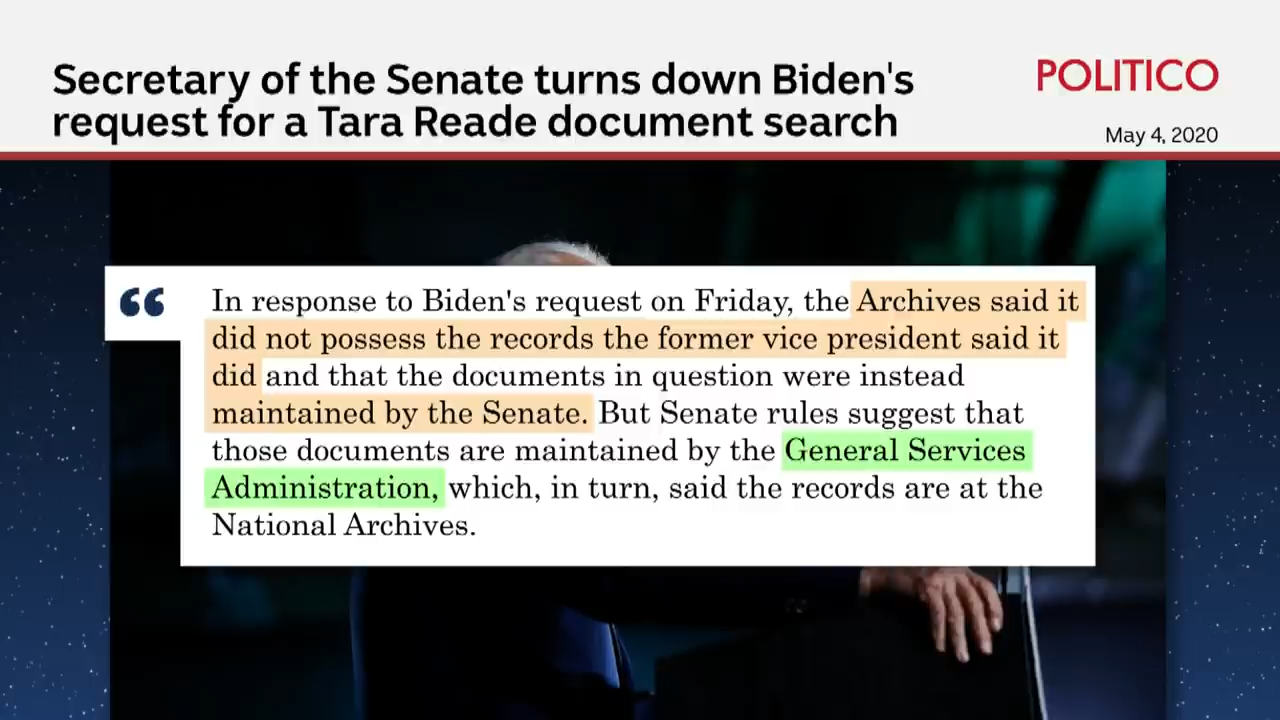 Secretary of the Senate turns down Biden's
request for a Tara Reade document search
POLITICO
May 4, 2020
“
In response to Biden's request on Friday, the Archives said it
did not possess the records the former vice president said it
did and that the documents in question were instead
maintained by the Senate. But Senate rules suggest that
those documents are maintained by the General Services
Administration, which, in turn, said the records are at the
National Archives.